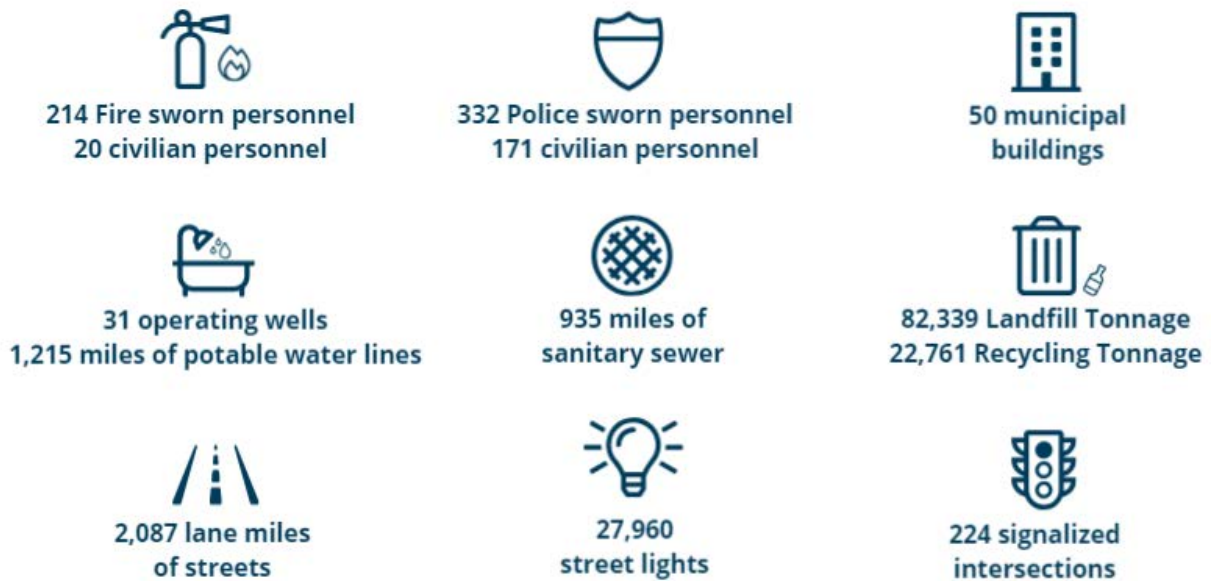 214 Fire sworn personnel
20 civilian personnel
332 Police sworn personnel
171 civilian personnel
50 municipal
buildings
31 operating wells
1,215 miles of potable water lines
935 miles of
sanitary sewer
82,339 Landfill Tonnage
22,761 Recycling Tonnage
2,087 lane miles
of streets
27,960
street lights
224 signalized
intersections